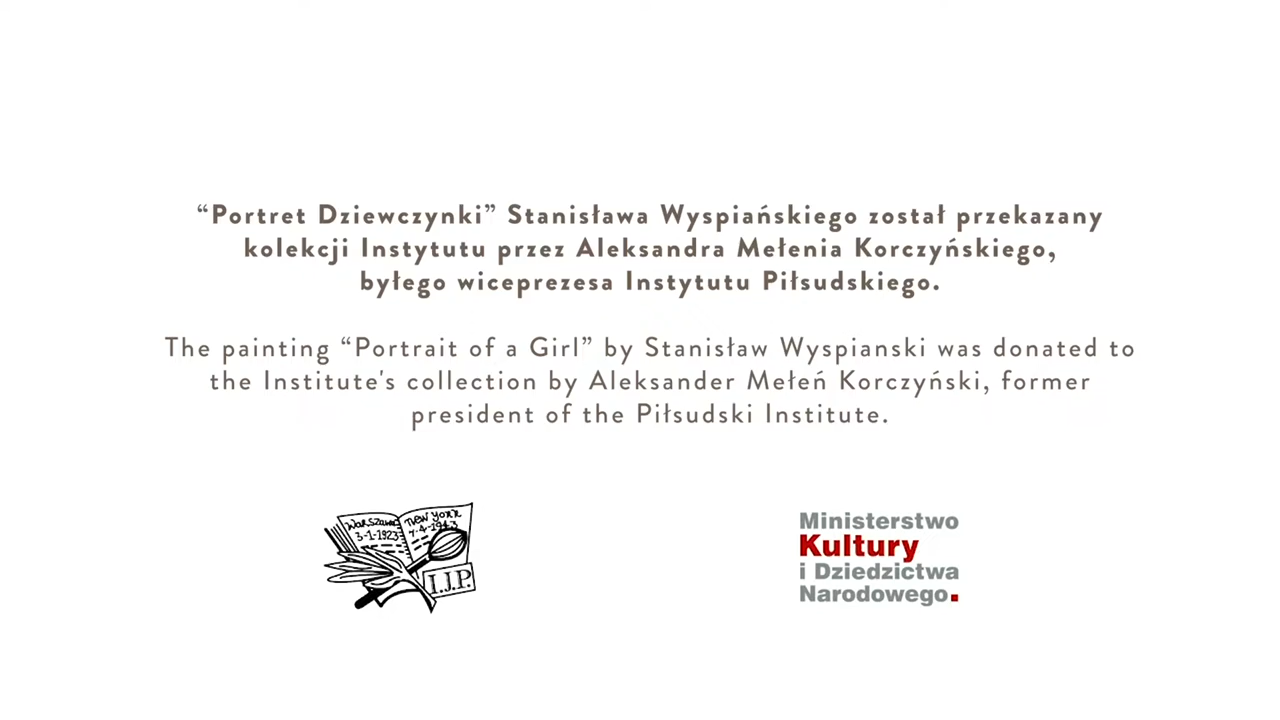 “Portret Dziewczynki” Stanisława Wyspiańskiego został przekazany
kolekcji Instytutu przez Aleksandra Mełenia Korczyńskiego,
byłego wiceprezesa Instytutu Piłsudskiego.
The painting “Portrait of a Girl” by Stanisław Wyspianski was donated to
the Institute's collection by Aleksander Mełeń Korczyński, former
president of the Piłsudski Institute.
Warszawa
3-1-1923
New York
7-4-1943
I.J.P.
Ministerstwo
Kultury
i Dziedzictwa
Narodowego.